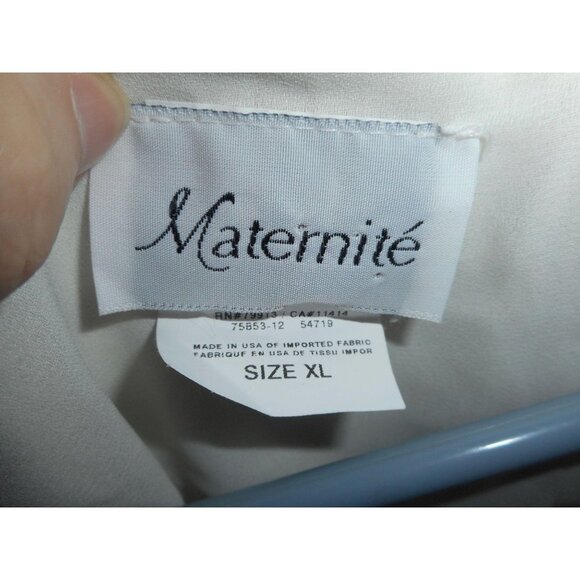 Maternité
RN#79913 / CA#11414
75853-12 54719
MADE IN USA OF IMPORTED FABRIC
FABRIQUE EN USA DE TISSU IMPOR
SIZE XL